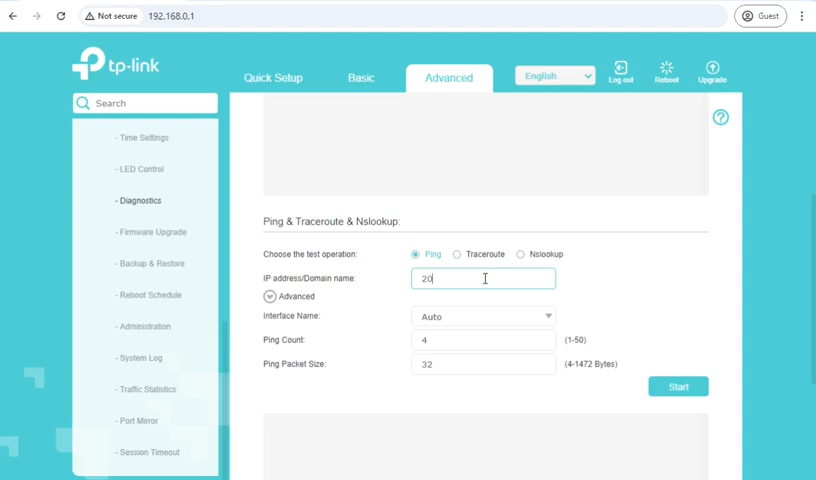 Not secure 192.168.0.1 Guest
tp-link
Quick Setup Basic Advanced English Log out Reboot Upgrade
Search
- Time Settings
- LED Control
- Diagnostics
- Firmware Upgrade
- Backup & Restore
- Reboot Schedule
- Administration
- System Log
- Traffic Statistics
- Port Mirror
- Session Timeout
?
Ping & Traceroute & Nslookup:
Choose the test operation: Ping Traceroute Nslookup
IP address/Domain name: 20
Advanced
Interface Name: Auto
Ping Count: 4 (1-50)
Ping Packet Size: 32 (4-1472 Bytes)
Start